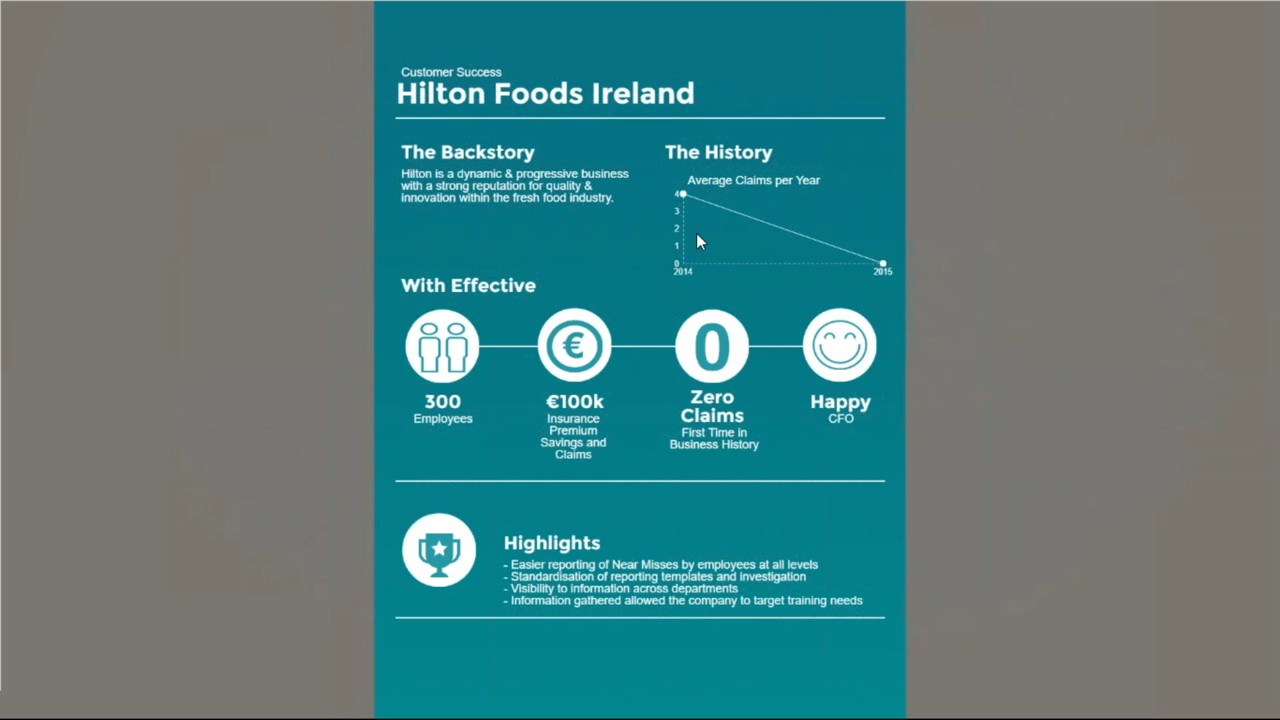 Customer Success
Hilton Foods Ireland
The Backstory
Hilton is a dynamic & progressive business
with a strong reputation for quality &
innovation within the fresh food industry.
The History
Average Claims per Year
4
3
2
1
0
2014
2015
With Effective
€
0
300
Employees
€100k
Insurance
Premium
Savings and
Claims
Zero
Claims
First Time in
Business History
Happy
CFO
Highlights
- Easier reporting of Near Misses by employees at all levels
- Standardisation of reporting templates and investigation
- Visibility to information across departments
- Information gathered allowed the company to target training needs